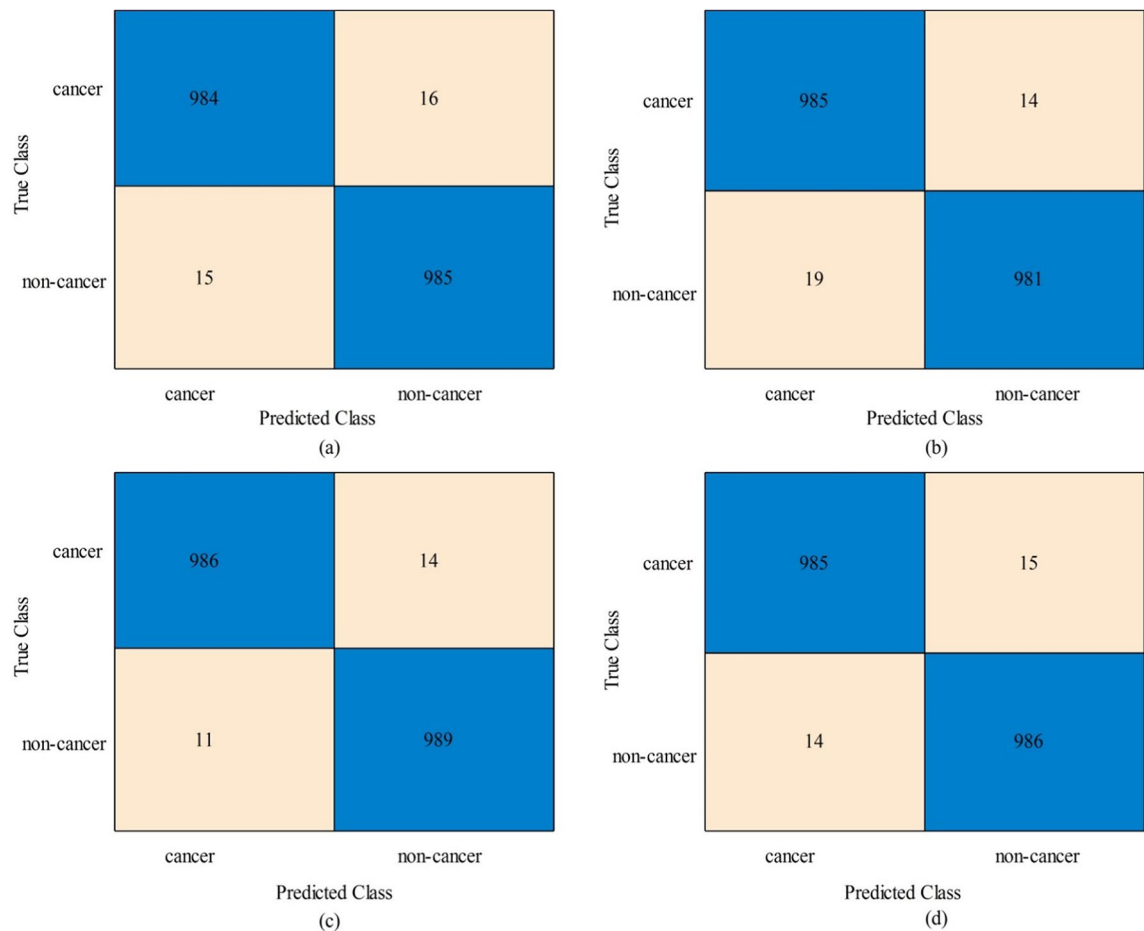 cancer
984
16
True Class
non-cancer
15
985
cancer
non-cancer
Predicted Class
(a)
cancer
985
14
True Class
non-cancer
19
981
cancer
non-cancer
Predicted Class
(b)
cancer
986
14
True Class
non-cancer
11
989
cancer
non-cancer
Predicted Class
(c)
cancer
985
15
True Class
non-cancer
14
986
cancer
non-cancer
Predicted Class
(d)